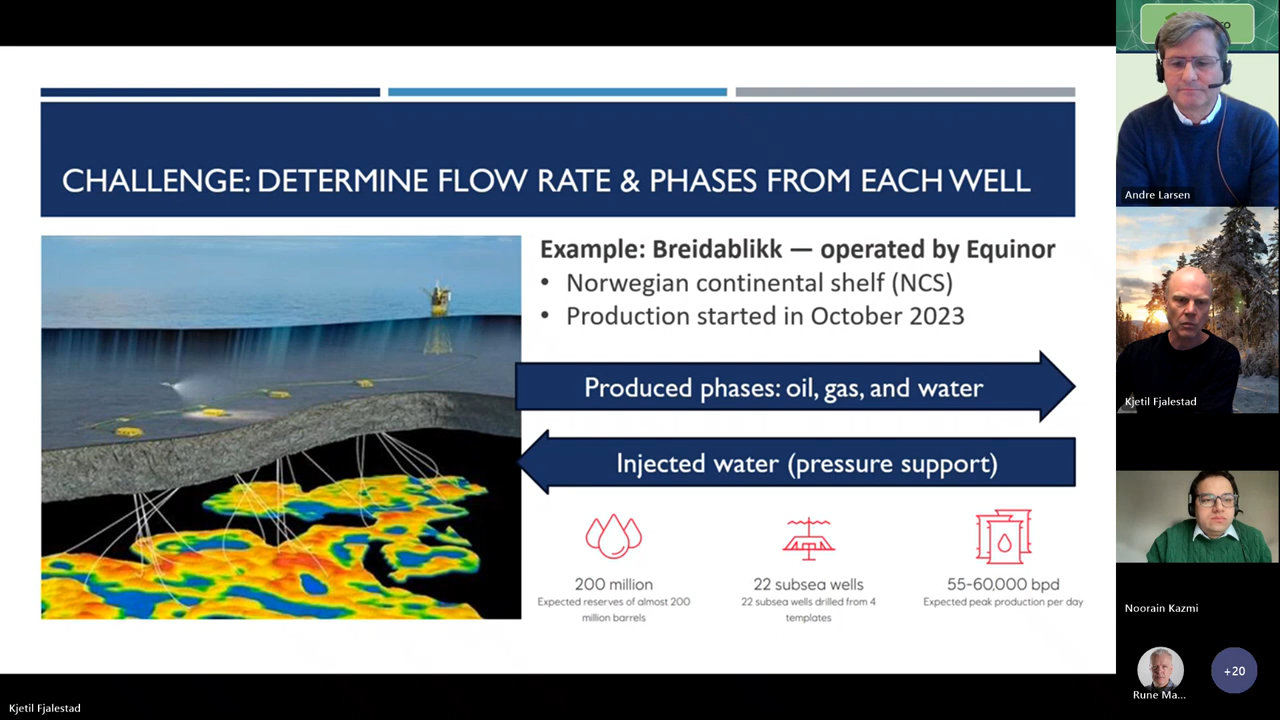 CHALLENGE: DETERMINE FLOW RATE & PHASES FROM EACH WELL
Example: Breidablikk — operated by Equinor
• Norwegian continental shelf (NCS)
• Production started in October 2023
Produced phases: oil, gas, and water
Injected water (pressure support)
200 million
Expected reserves of almost 200
million barrels
22 subsea wells
22 subsea wells drilled from 4
templates
55-60,000 bpd
Expected peak production per day
Andre Larsen
Kjetil Fjalestad
Noorain Kazmi
Rune Ma...
+20
Kjetil Fjalestad